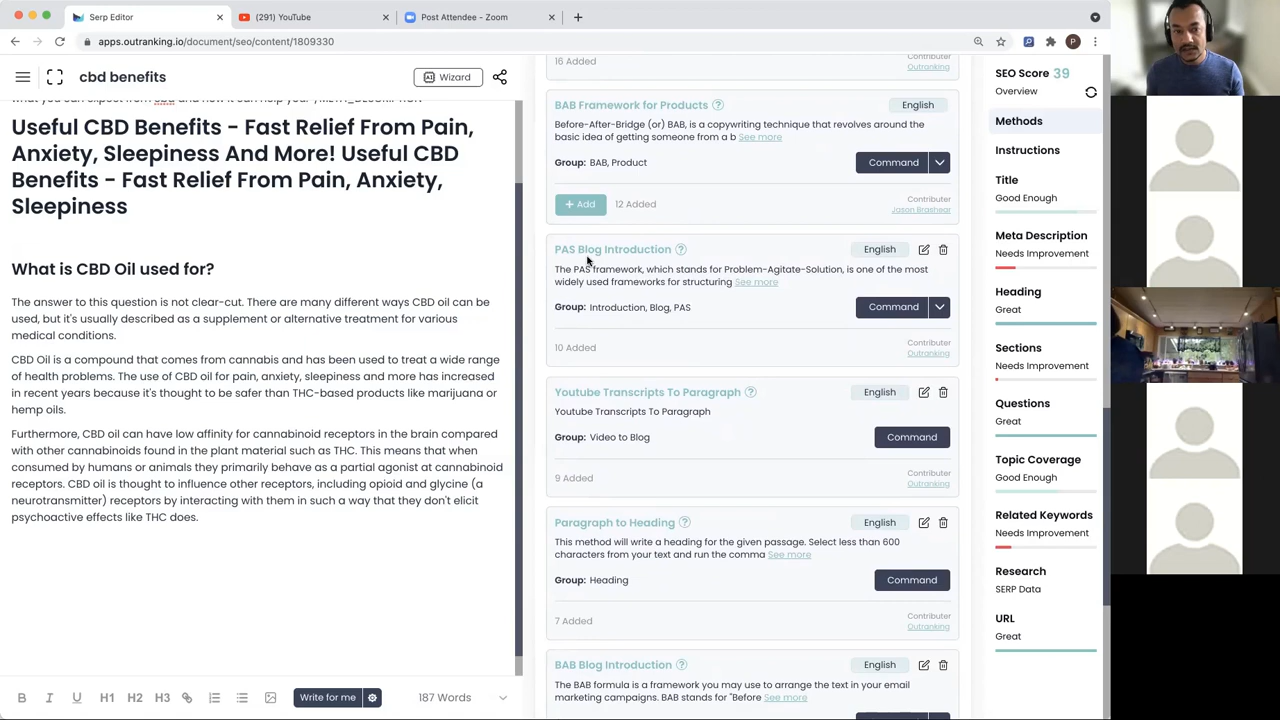 Serp Editor
(291) YouTube
Post Attendee - Zoom
apps.outranking.io/document/seo/content/1809330
P
cbd benefits
Wizard
what you can expect from cbd and how it can help you. /META_DESCRIPTION
Useful CBD Benefits - Fast Relief From Pain,
Anxiety, Sleepiness And More! Useful CBD
Benefits - Fast Relief From Pain, Anxiety,
Sleepiness
What is CBD Oil used for?
The answer to this question is not clear-cut. There are many different ways CBD oil can be
used, but it's usually described as a supplement or alternative treatment for various
medical conditions.
CBD Oil is a compound that comes from cannabis and has been used to treat a wide range
of health problems. The use of CBD oil for pain, anxiety, sleepiness and more has increased
in recent years because it's thought to be safer than THC-based products like marijuana or
hemp oils.
Furthermore, CBD oil can have low affinity for cannabinoid receptors in the brain compared
with other cannabinoids found in the plant material such as THC. This means that when
consumed by humans or animals they primarily behave as a partial agonist at cannabinoid
receptors. CBD oil is thought to influence other receptors, including opioid and glycine (a
neurotransmitter) receptors by interacting with them in such a way that they don't elicit
psychoactive effects like THC does.
B I U H1 H2 H3
Write for me
187 Words
16 Added
Contributer
Outranking
BAB Framework for Products
English
Before-After-Bridge (or) BAB, is a copywriting technique that revolves around the
basic idea of getting someone from a b See more
Group: BAB, Product
Command
+ Add
12 Added
Contributer
Jason Brashear
PAS Blog Introduction
English
The PAS framework, which stands for Problem-Agitate-Solution, is one of the most
widely used frameworks for structuring See more
Group: Introduction, Blog, PAS
Command
10 Added
Contributer
Outranking
Youtube Transcripts To Paragraph
English
Youtube Transcripts To Paragraph
Group: Video to Blog
Command
9 Added
Contributer
Outranking
Paragraph to Heading
English
This method will write a heading for the given passage. Select less than 600
characters from your text and run the comma See more
Group: Heading
Command
7 Added
Contributer
Outranking
BAB Blog Introduction
English
The BAB formula is a framework you may use to arrange the text in your email
marketing campaigns. BAB stands for "Before See more
SEO Score 39
Overview
Methods
Instructions
Title
Good Enough
Meta Description
Needs Improvement
Heading
Great
Sections
Needs Improvement
Questions
Great
Topic Coverage
Good Enough
Related Keywords
Needs Improvement
Research
SERP Data
URL
Great